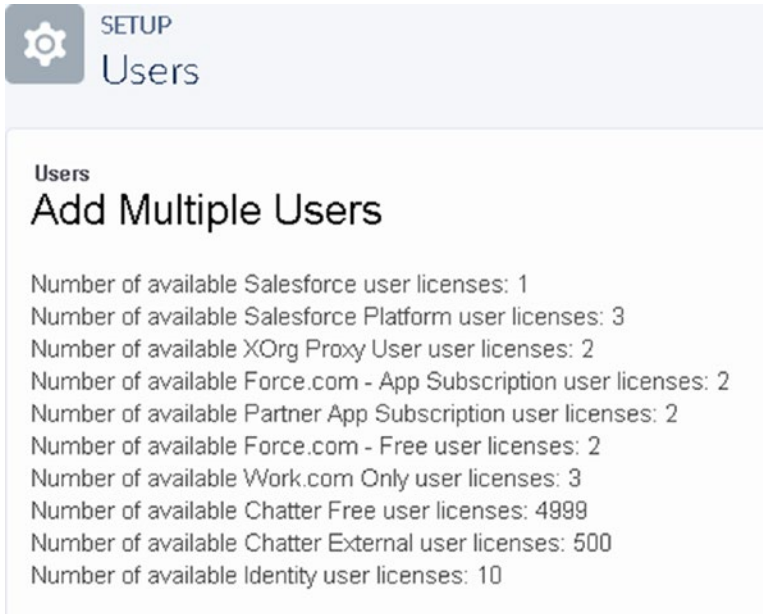 SETUP
Users
Users
Add Multiple Users
Number of available Salesforce user licenses: 1
Number of available Salesforce Platform user licenses: 3
Number of available XOrg Proxy User user licenses: 2
Number of available Force.com - App Subscription user licenses: 2
Number of available Partner App Subscription user licenses: 2
Number of available Force.com - Free user licenses: 2
Number of available Work.com Only user licenses: 3
Number of available Chatter Free user licenses: 4999
Number of available Chatter External user licenses: 500
Number of available Identity user licenses: 10